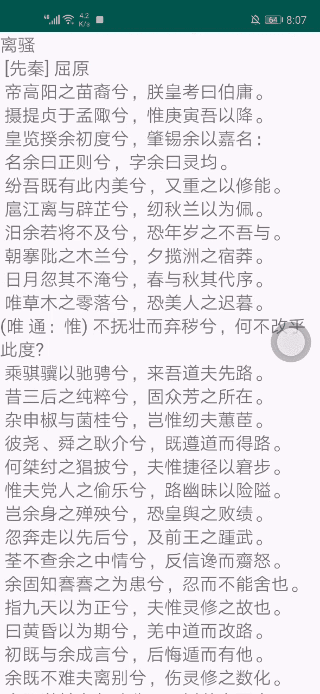 4.2
K/s
64
8:07
离骚
[先秦] 屈原
帝高阳之苗裔兮，朕皇考曰伯庸。
摄提贞于孟陬兮，惟庚寅吾以降。
皇览揆余初度兮，肇锡余以嘉名：
名余曰正则兮，字余曰灵均。
纷吾既有此内美兮，又重之以修能。
扈江离与辟芷兮，纫秋兰以为佩。
汨余若将不及兮，恐年岁之不吾与。
朝搴阰之木兰兮，夕揽洲之宿莽。
日月忽其不淹兮，春与秋其代序。
唯草木之零落兮，恐美人之迟暮。
(唯 通：惟) 不抚壮而弃秽兮，何不改乎
此度?
乘骐骥以驰骋兮，来吾道夫先路。
昔三后之纯粹兮，固众芳之所在。
杂申椒与菌桂兮，岂惟纫夫蕙茝。
彼尧、舜之耿介兮，既遵道而得路。
何桀纣之猖披兮，夫惟捷径以窘步。
惟夫党人之偷乐兮，路幽昧以险隘。
岂余身之殚殃兮，恐皇舆之败绩。
忽奔走以先后兮，及前王之踵武。
荃不查余之中情兮，反信谗而齌怒。
余固知謇謇之为患兮，忍而不能舍也。
指九天以为正兮，夫惟灵修之故也。
曰黄昏以为期兮，羌中道而改路。
初既与余成言兮，后悔遁而有他。
余既不难夫离别兮，伤灵修之数化。